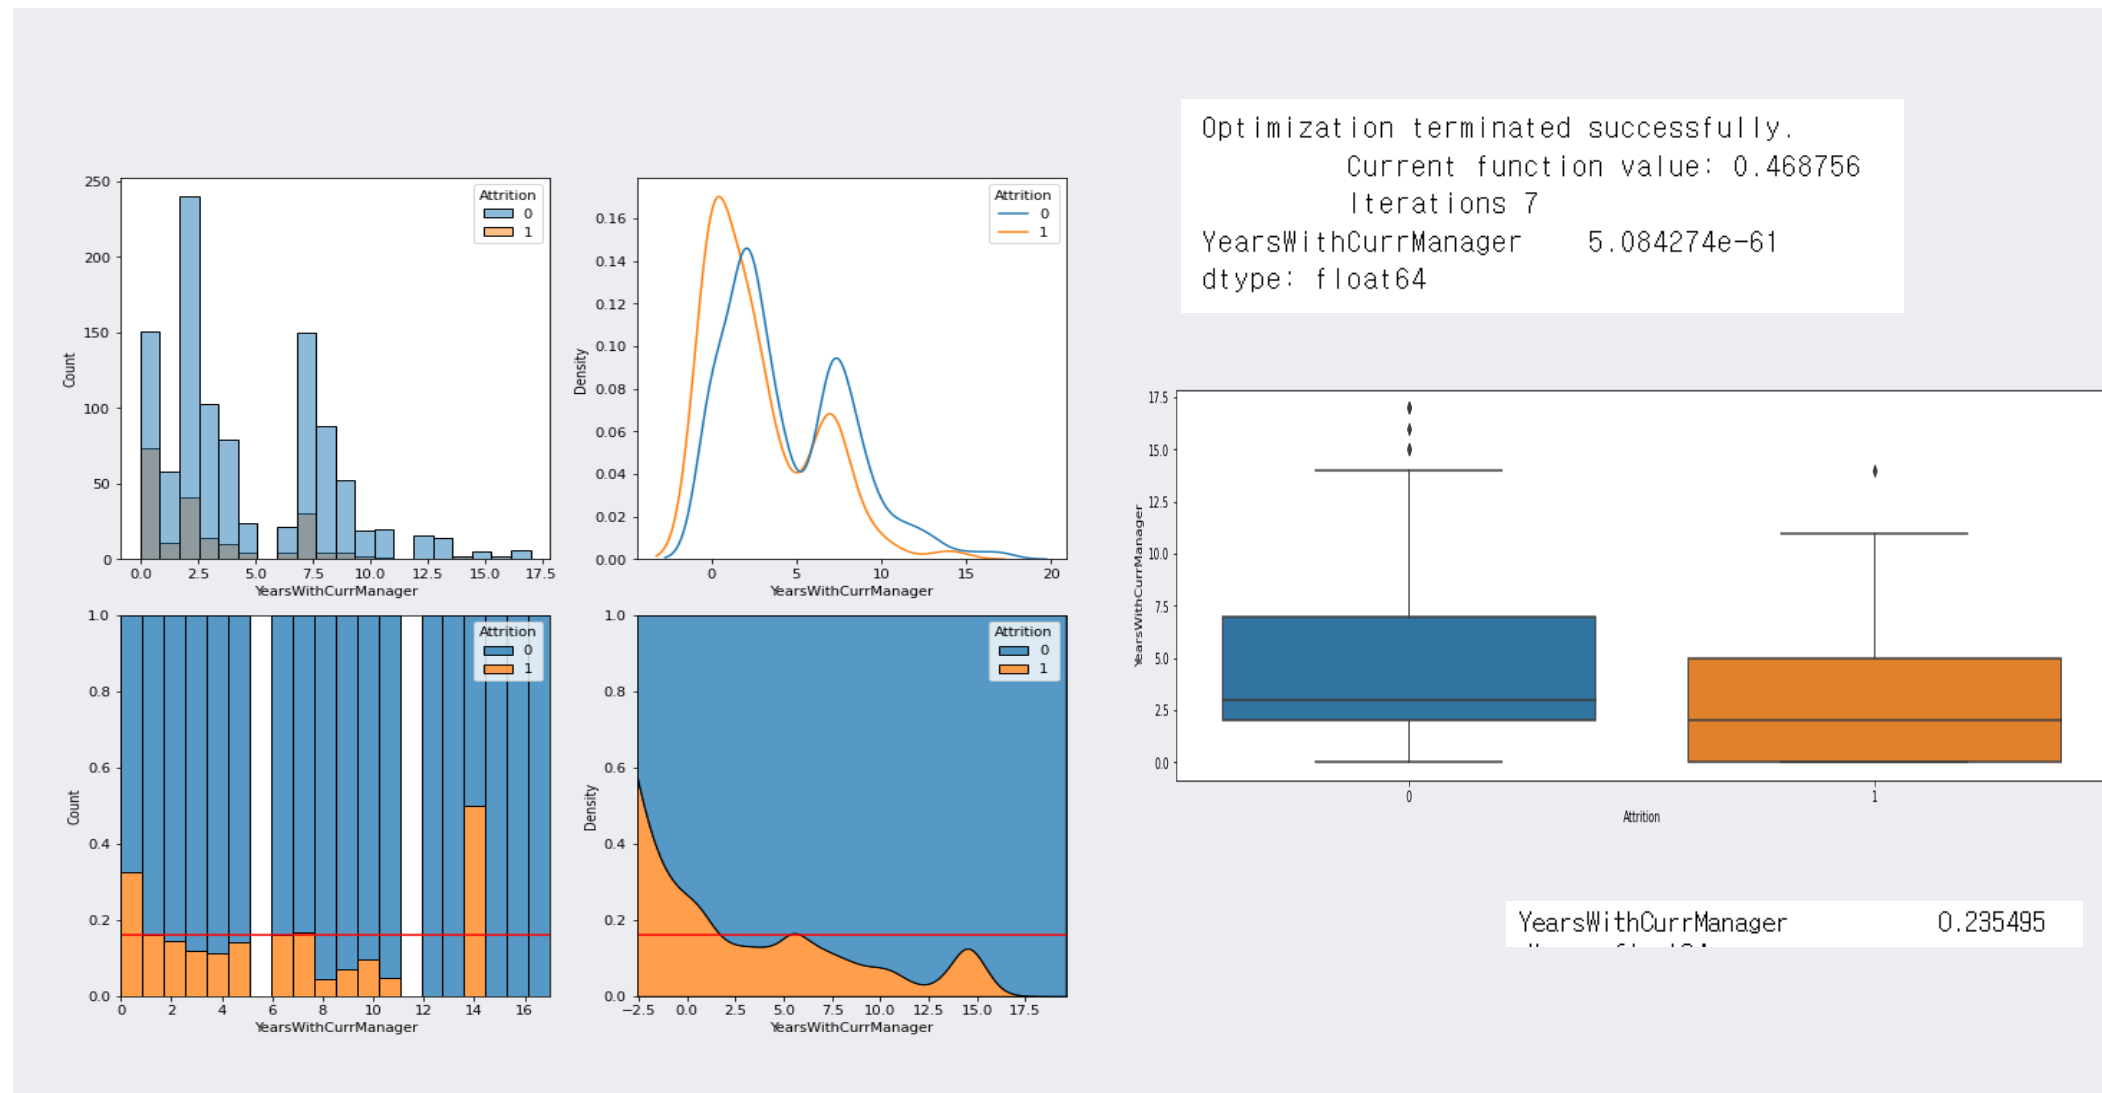 Optimization terminated successfully.
Current function value: 0.468756
Iterations 7
YearsWithCurrManager 5.084274e-61
dtype: float64
250
200
150
100
50
0
Count
0.0 2.5 5.0 7.5 10.0 12.5 15.0 17.5
YearsWithCurrManager
Attrition
0
1
0.16
0.14
0.12
0.10
0.08
0.06
0.04
0.02
0.00
Density
0 5 10 15 20
YearsWithCurrManager
Attrition
0
1
17.5
15.0
12.5
10.0
7.5
5.0
2.5
0.0
YearsWithCurrManager
0 1
Attrition
1.0
0.8
0.6
0.4
0.2
0.0
Count
0 2 4 6 8 10 12 14 16
YearsWithCurrManager
Attrition
0
1
1.0
0.8
0.6
0.4
0.2
0.0
Density
−2.5 0.0 2.5 5.0 7.5 10.0 12.5 15.0 17.5
YearsWithCurrManager
Attrition
0
1
YearsWithCurrManager 0.235495